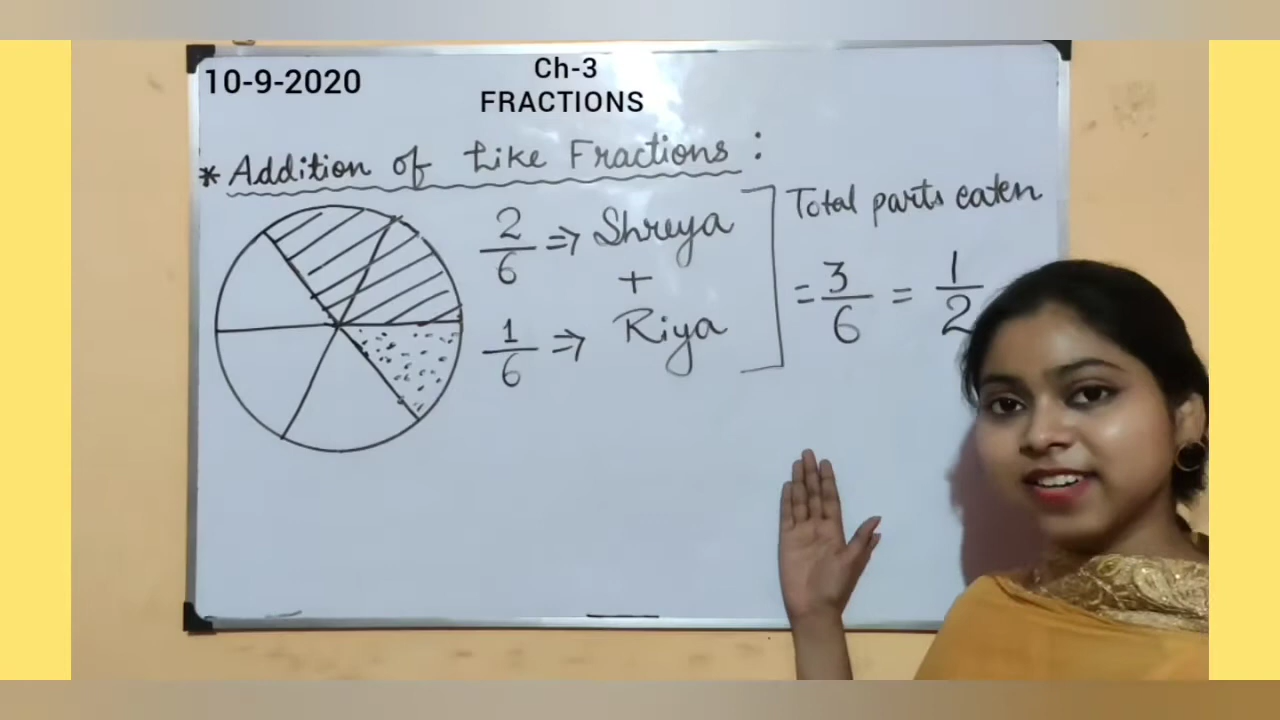 10-9-2020
Ch-3
FRACTIONS
* Addition of Like Fractions :
2/6 => Shreya
+
1/6 => Riya
Total parts eaten
= 3/6 = 1/2